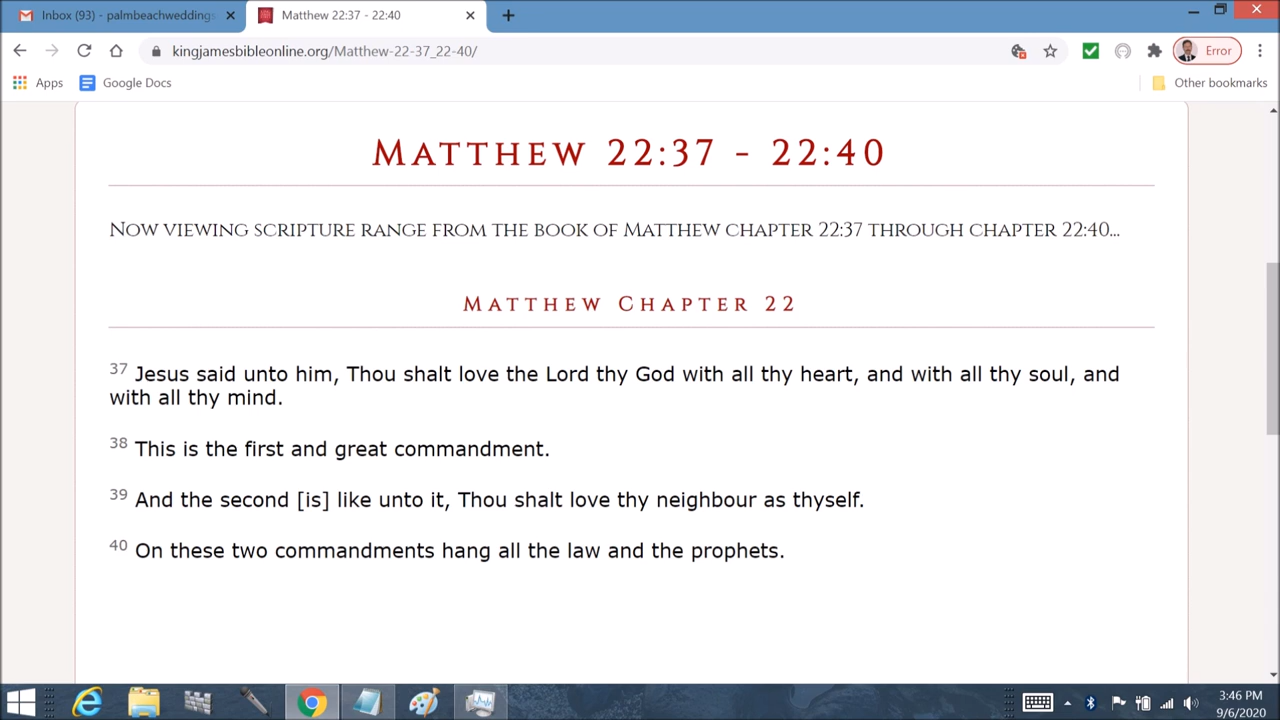 Inbox (93) - palmbeachweddings
Matthew 22:37 - 22:40
kingjamesbibleonline.org/Matthew-22-37_22-40/
Error
Apps
Google Docs
Other bookmarks
MATTHEW 22:37 - 22:40
NOW VIEWING SCRIPTURE RANGE FROM THE BOOK OF MATTHEW CHAPTER 22:37 THROUGH CHAPTER 22:40...
MATTHEW CHAPTER 22
37 Jesus said unto him, Thou shalt love the Lord thy God with all thy heart, and with all thy soul, and
with all thy mind.
38 This is the first and great commandment.
39 And the second [is] like unto it, Thou shalt love thy neighbour as thyself.
40 On these two commandments hang all the law and the prophets.
3:46 PM
9/6/2020